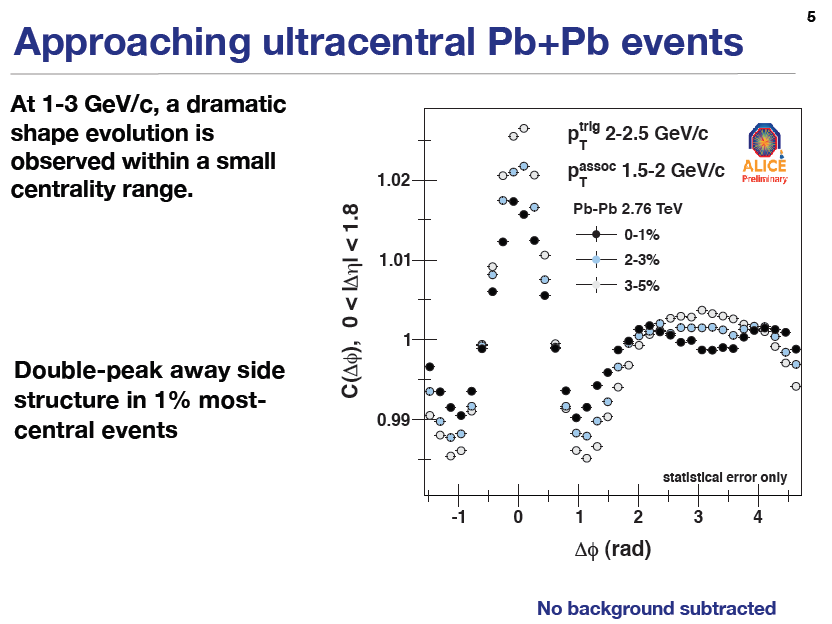 5
Approaching ultracentral Pb+Pb events
At 1-3 GeV/c, a dramatic
shape evolution is
observed within a small
centrality range.
Double-peak away side
structure in 1% most-
central events
p_T^trig 2-2.5 GeV/c
p_T^assoc 1.5-2 GeV/c
ALICE
Preliminary
Pb-Pb 2.76 TeV
0-1%
2-3%
3-5%
C(Δϕ), 0 < |Δη| < 1.8
1.02
1.01
1
0.99
statistical error only
-1 0 1 2 3 4
Δϕ (rad)
No background subtracted